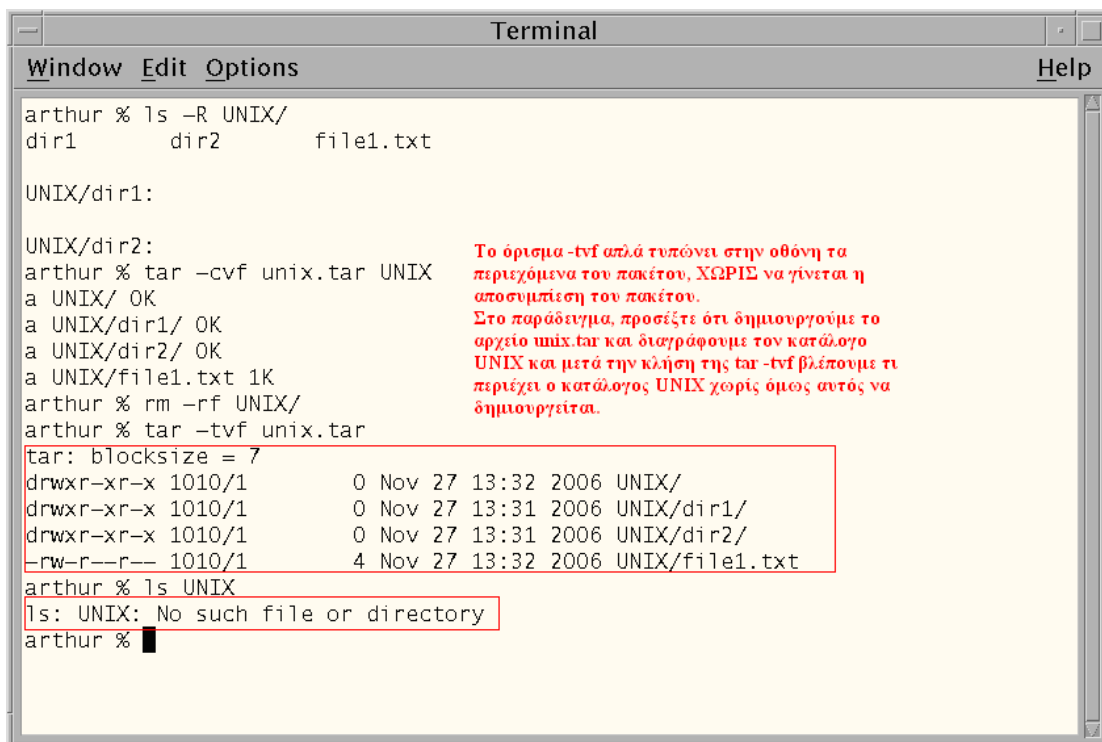 Terminal
Window Edit Options Help
arthur % ls -R UNIX/
dir1 dir2 file1.txt
UNIX/dir1:
UNIX/dir2:
arthur % tar -cvf unix.tar UNIX
a UNIX/ 0K
a UNIX/dir1/ 0K
a UNIX/dir2/ 0K
a UNIX/file1.txt 1K
arthur % rm -rf UNIX/
arthur % tar -tvf unix.tar
Το όρισμα -tvf απλά τυπώνει στην οθόνη τα
περιεχόμενα του πακέτου, ΧΩΡΙΣ να γίνεται η
αποσυμπίεση του πακέτου.
Στο παράδειγμα, προσέξτε ότι δημιουργούμε το
αρχείο unix.tar και διαγράφουμε τον κατάλογο
UNIX και μετά την κλήση της tar -tvf βλέπουμε τι
περιέχει ο κατάλογος UNIX χωρίς όμως αυτός να
δημιουργείται.
tar: blocksize = 7
drwxr-xr-x 1010/1 0 Nov 27 13:32 2006 UNIX/
drwxr-xr-x 1010/1 0 Nov 27 13:31 2006 UNIX/dir1/
drwxr-xr-x 1010/1 0 Nov 27 13:31 2006 UNIX/dir2/
-rw-r--r-- 1010/1 4 Nov 27 13:32 2006 UNIX/file1.txt
arthur % ls UNIX
ls: UNIX: No such file or directory
arthur %